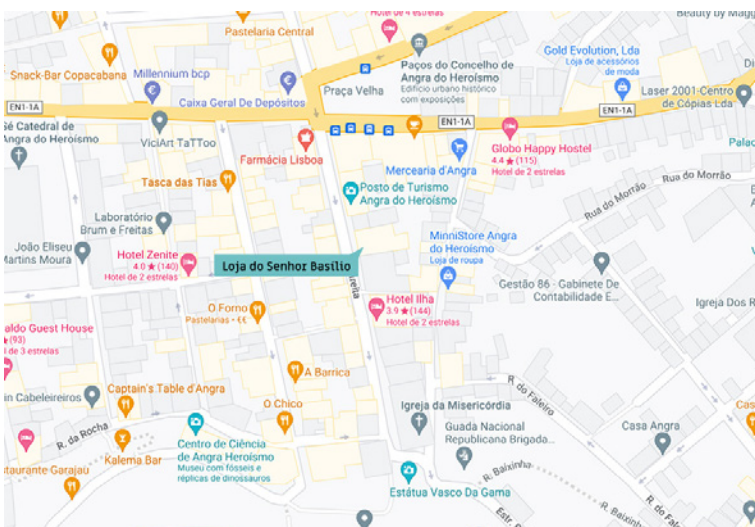 Hotel de 4 estrelas
Beauty by Magg
Pastelaria Central
Paços do Concelho de
Angra do Heroísmo
Edifício urbano histórico
com exposições
Gold Evolution, Lda
Loja de acessórios
de moda
Snack-Bar Copacabana
Millennium bcp
Caixa Geral De Depósitos
Praça Velha
Laser 2001-Centro
de Cópias Lda
EN1-1A
EN1-1A
EN1-1A
Sé Catedral de
Angra do Heroísmo
ViciArt TaTToo
Farmácia Lisboa
Globo Happy Hostel
4.4 ★ (115)
Hotel de 2 estrelas
Mercearia d'Angra
Tasca das Tias
Posto de Turismo
Angra do Heroísmo
Rua do Morrão
Rua do Morrão
Laboratório
Brum e Freitas
João Eliseu
Martins Moura
Hotel Zenite
4.0 ★ (140)
Hotel de 2 estrelas
Loja do Senhor Basílio
MinniStore Angra
do Heroísmo
Loja de roupa
Gestão 86 - Gabinete De
Contabilidade E...
Igreja Dos R
O Forno
Pastelarias - €€
Hotel Ilha
3.9 ★ (144)
Hotel de 2 estrelas
aldo Guest House
★ (93)
l de 3 estrelas
A Barrica
in Cabeleireiros
Captain's Table d'Angra
O Chico
Igreja da Misericórdia
R. do Faleiro
R. da Rocha
Kalema Bar
Centro de Ciência
de Angra Heroísmo
Museu com fósseis e
réplicas de dinossauros
Guada Nacional
Republicana Brigada...
Casa Angra
staurante Garajau
Estátua Vasco Da Gama
R. Baixinha
R. Baixinha
R. do Faleiro
Estr.